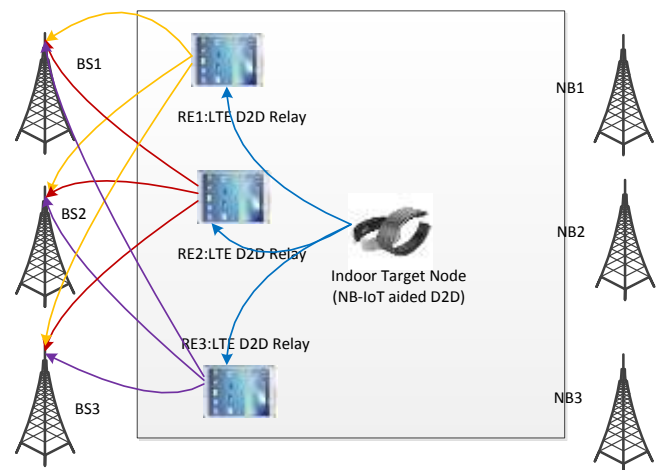 BS1
NB1
RE1:LTE D2D Relay
BS2
NB2
RE2:LTE D2D Relay
Indoor Target Node
(NB-IoT aided D2D)
RE3:LTE D2D Relay
BS3
NB3